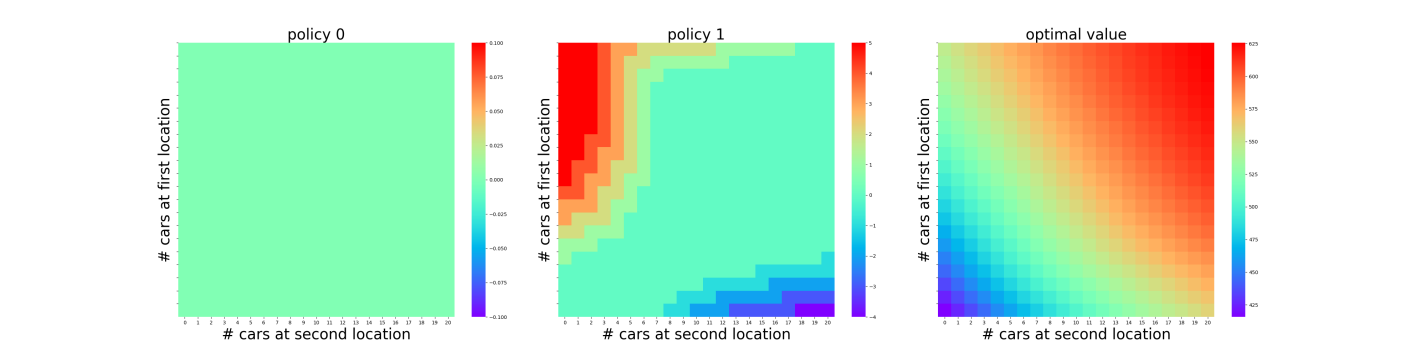 policy 0
# cars at first location
0 1 2 3 4 5 6 7 8 9 10 11 12 13 14 15 16 17 18 19 20
# cars at second location
0.100
0.075
0.050
0.025
0.000
−0.025
−0.050
−0.075
−0.100
policy 1
# cars at first location
0 1 2 3 4 5 6 7 8 9 10 11 12 13 14 15 16 17 18 19 20
# cars at second location
5
4
3
2
1
0
−1
−2
−3
−4
optimal value
# cars at first location
0 1 2 3 4 5 6 7 8 9 10 11 12 13 14 15 16 17 18 19 20
# cars at second location
625
600
575
550
525
500
475
450
425